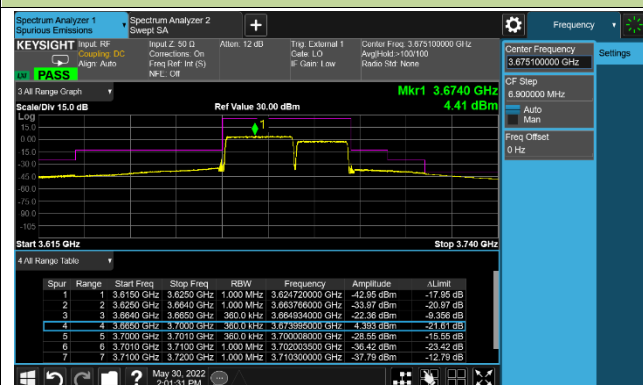 Spectrum Analyzer 1
Spurious Emissions
Spectrum Analyzer 2
Swept SA
Frequency
KEYSIGHT
Input: RF
Coupling: DC
Align: Auto
Input Z: 50 Ω
Corrections: On
Freq Ref: Int (S)
NFE: Off
Atten: 12 dB
Trig: External 1
Gate: LO
IF Gain: Low
Center Freq: 3.675100000 GHz
Avg|Hold:>100/100
Radio Std: None
LXI PASS
Center Frequency
3.675100000 GHz
Settings
CF Step
6.900000 MHz
Auto
Man
Freq Offset
0 Hz
3 All Range Graph
Mkr1 3.6740 GHz
Scale/Div 15.0 dB
Ref Value 30.00 dBm
4.41 dBm
Log
15.0
0.00
-15.0
-30.0
-45.0
-60.0
-75.0
-90.0
-105
1
Start 3.615 GHz
Stop 3.740 GHz
4 All Range Table
Spur Range Start Freq Stop Freq RBW Frequency Amplitude ΔLimit
1 1 3.6150 GHz 3.6250 GHz 1.000 MHz 3.624720000 GHz -42.95 dBm -17.95 dB
2 2 3.6250 GHz 3.6640 GHz 1.000 MHz 3.663766000 GHz -33.97 dBm -20.97 dB
3 3 3.6640 GHz 3.6650 GHz 360.0 kHz 3.664934000 GHz -22.36 dBm -9.356 dB
4 4 3.6650 GHz 3.7000 GHz 360.0 kHz 3.673995000 GHz 4.393 dBm -21.61 dB
5 5 3.7000 GHz 3.7010 GHz 360.0 kHz 3.700008000 GHz -28.55 dBm -15.55 dB
6 6 3.7010 GHz 3.7100 GHz 1.000 MHz 3.702003500 GHz -36.42 dBm -23.42 dB
7 7 3.7100 GHz 3.7200 GHz 1.000 MHz 3.710300000 GHz -37.79 dBm -12.79 dB
May 30, 2022
2:01:31 PM